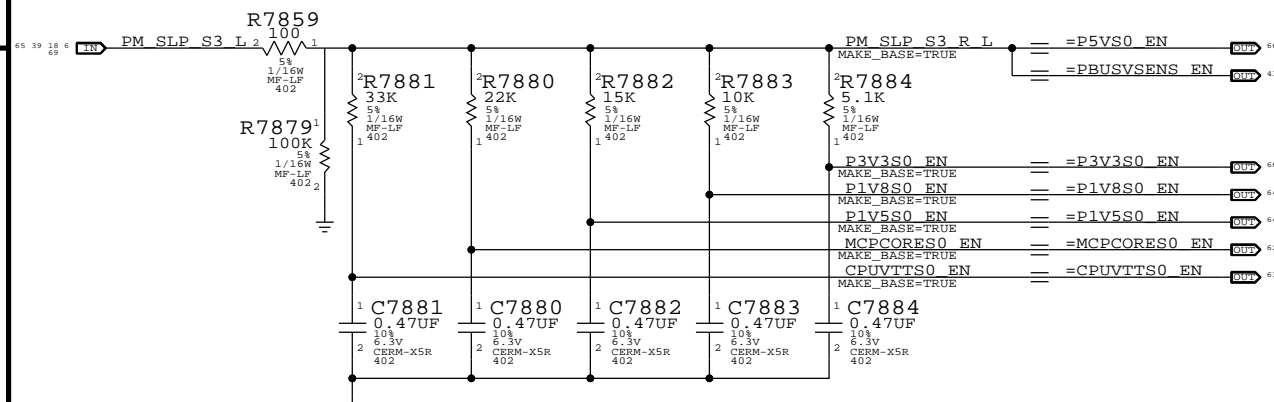 R7859
100
65 39 18 6
69
IN
PM_SLP_S3_L
2
1
5%
1/16W
MF-LF
402
PM_SLP_S3_R_L
MAKE_BASE=TRUE
=P5VS0_EN
OUT
=PBUSVSENS_EN
OUT
2
R7881
33K
5%
1/16W
MF-LF
402
1
2
R7880
22K
5%
1/16W
MF-LF
402
1
2
R7882
15K
5%
1/16W
MF-LF
402
1
2
R7883
10K
5%
1/16W
MF-LF
402
1
2
R7884
5.1K
5%
1/16W
MF-LF
402
1
R7879
1
100K
5%
1/16W
MF-LF
402
2
P3V3S0_EN
MAKE_BASE=TRUE
=P3V3S0_EN
OUT
P1V8S0_EN
MAKE_BASE=TRUE
=P1V8S0_EN
OUT
P1V5S0_EN
MAKE_BASE=TRUE
=P1V5S0_EN
OUT
MCPCORES0_EN
MAKE_BASE=TRUE
=MCPCORES0_EN
OUT
CPUVTTS0_EN
MAKE_BASE=TRUE
=CPUVTTS0_EN
OUT
1
C7881
0.47UF
10%
6.3V
2
CERM-X5R
402
1
C7880
0.47UF
10%
6.3V
2
CERM-X5R
402
1
C7882
0.47UF
10%
6.3V
2
CERM-X5R
402
1
C7883
0.47UF
10%
6.3V
2
CERM-X5R
402
1
C7884
0.47UF
10%
6.3V
2
CERM-X5R
402